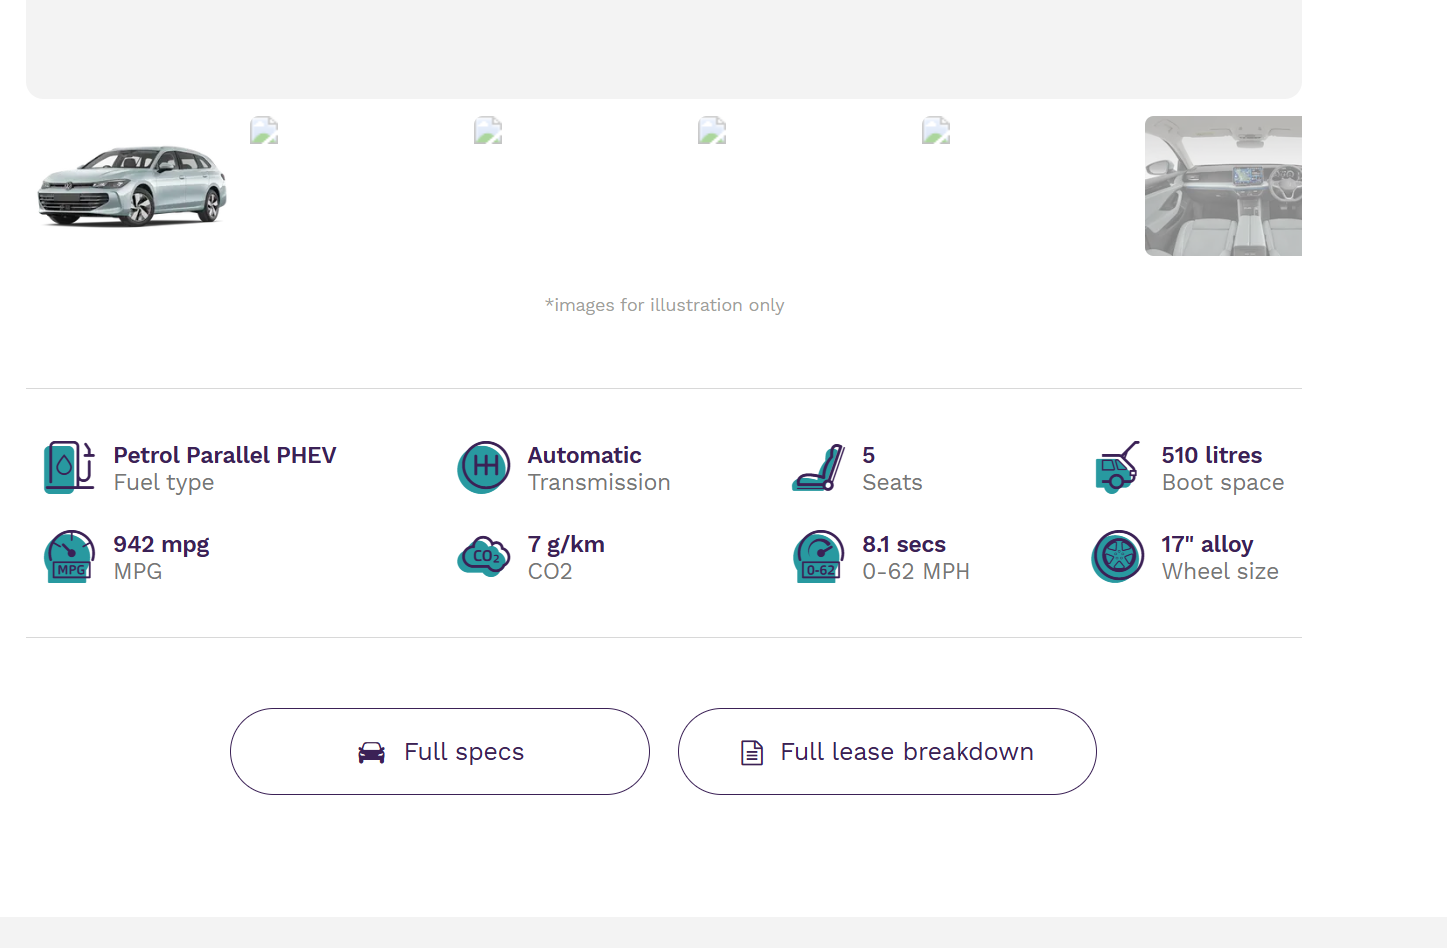 *images for illustration only
Petrol Parallel PHEV
Fuel type
Automatic
Transmission
5
Seats
510 litres
Boot space
MPG
942 mpg
MPG
CO2
7 g/km
CO2
0-62
8.1 secs
0-62 MPH
17" alloy
Wheel size
Full specs
Full lease breakdown